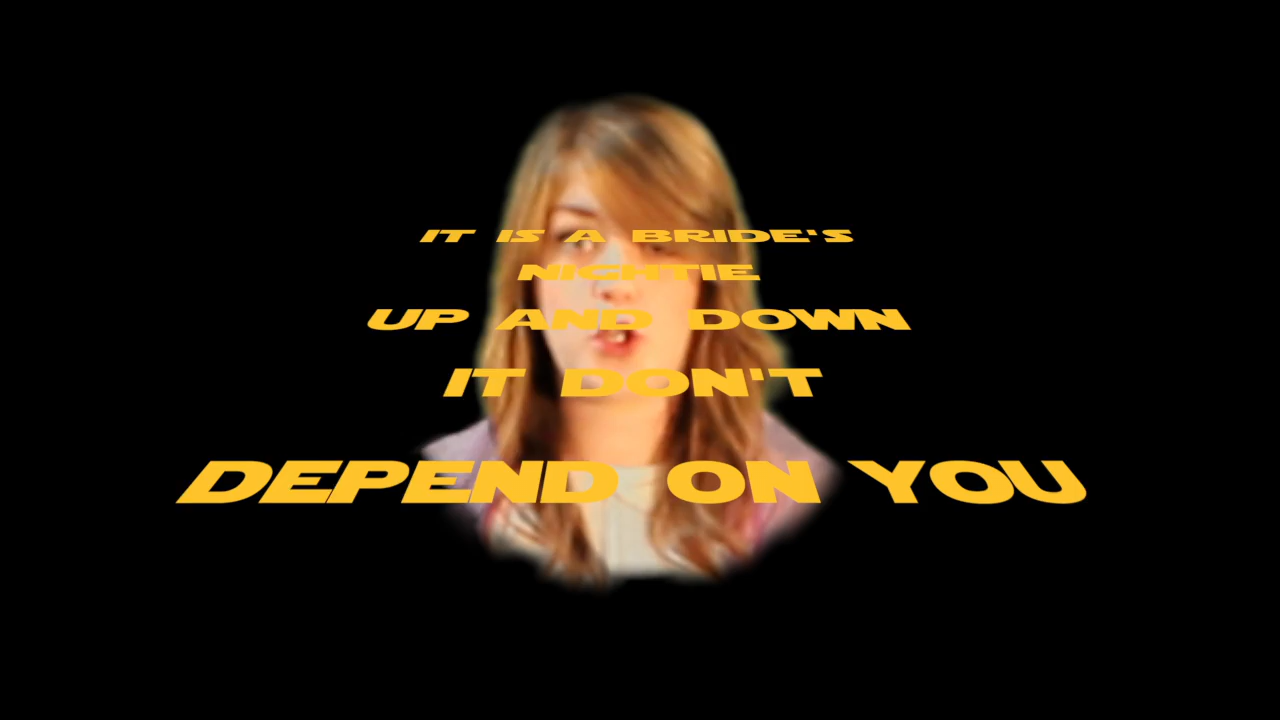 IT IS A BRIDE'S
NIGHTIE
UP AND DOWN
IT DON'T
DEPEND ON YOU